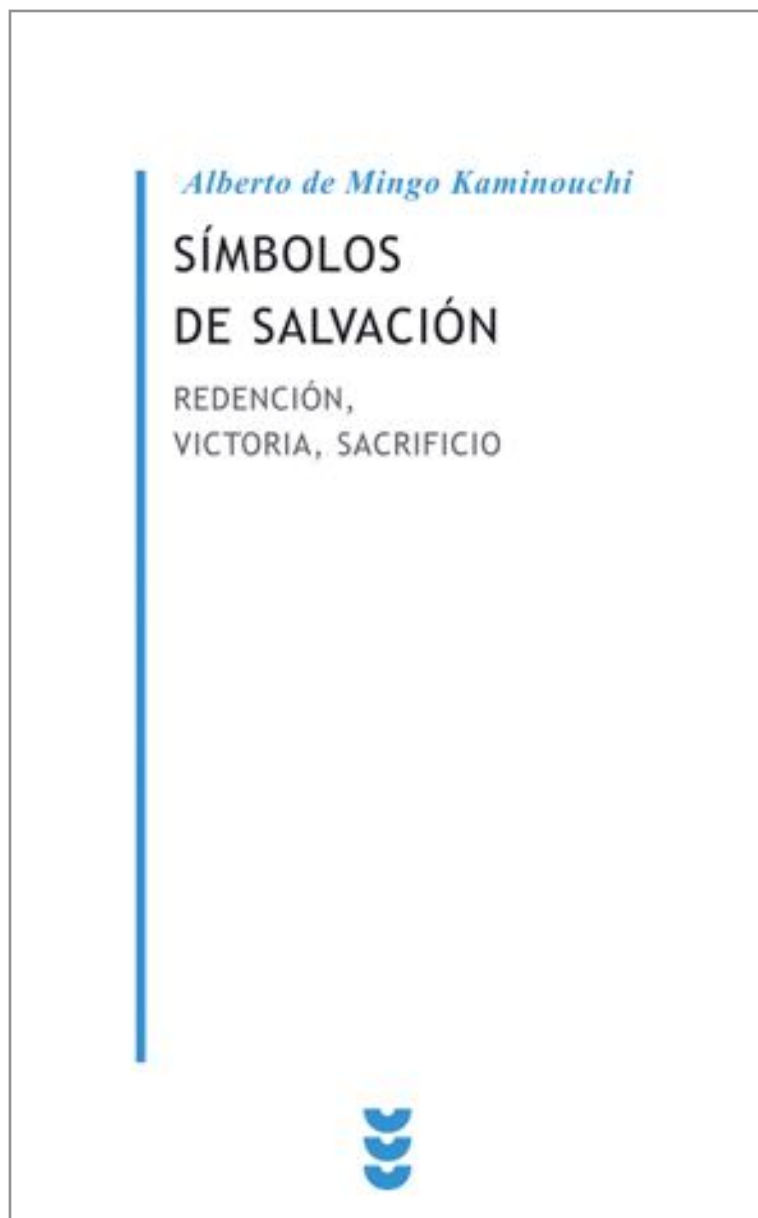 Alberto de Mingo Kaminouchi
SÍMBOLOS
DE SALVACIÓN
REDENCIÓN,
VICTORIA, SACRIFICIO